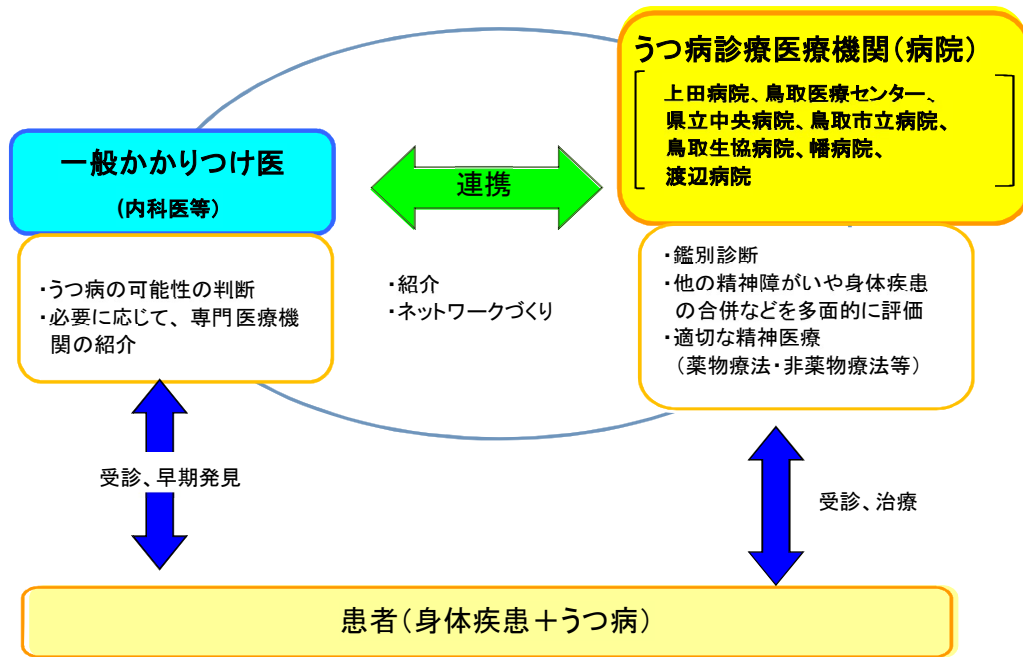 うつ病診療医療機関(病院)
上田病院、鳥取医療センター、
県立中央病院、鳥取市立病院、
鳥取生協病院、幡病院、
渡辺病院
一般かかりつけ医
(内科医等)
連携
・うつ病の可能性の判断
・必要に応じて、専門医療機
関の紹介
・紹介
・ネットワークづくり
・鑑別診断
・他の精神障がいや身体疾患
の合併などを多面的に評価
・適切な精神医療
(薬物療法・非薬物療法等)
受診、早期発見
受診、治療
患者(身体疾患+うつ病)